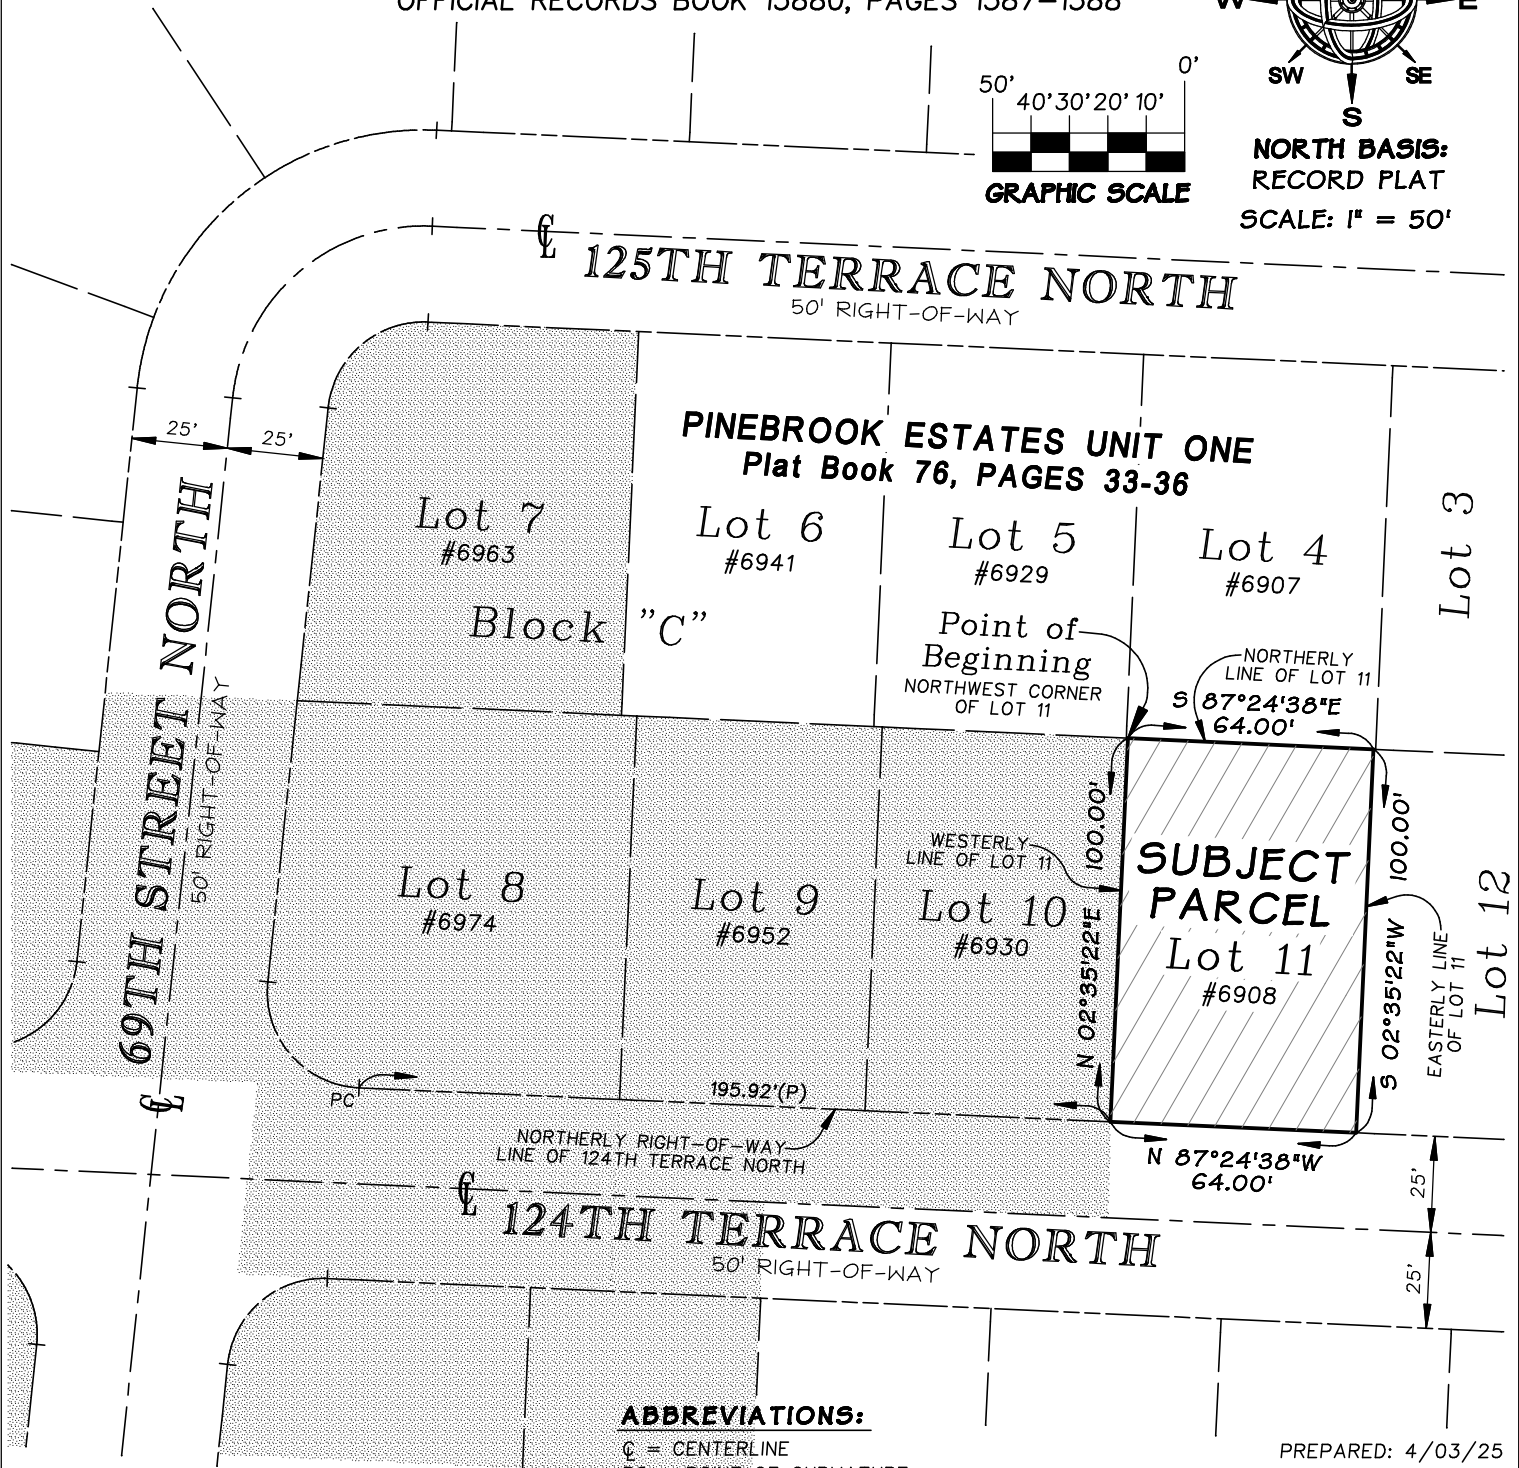 OFFICIAL RECORDS BOOK 15880, PAGES 1587-1588
W
E
SW
SE
S
50'
40'
30'
20'
10'
0'
GRAPHIC SCALE
NORTH BASIS:
RECORD PLAT
SCALE: 1" = 50'
℄
125TH TERRACE NORTH
50' RIGHT-OF-WAY
25'
25'
PINEBROOK ESTATES UNIT ONE
Plat Book 76, PAGES 33-36
Lot 7
#6963
Lot 6
#6941
Lot 5
#6929
Lot 4
#6907
Lot 3
Block "C"
Point of
Beginning
NORTHWEST CORNER
OF LOT 11
NORTHERLY
LINE OF LOT 11
S 87°24'38"E
64.00'
69TH STREET NORTH
50' RIGHT-OF-WAY
℄
Lot 8
#6974
Lot 9
#6952
Lot 10
#6930
WESTERLY
LINE OF LOT 11
N 02°35'22"E
100.00'
SUBJECT
PARCEL
Lot 11
#6908
100.00'
S 02°35'22"W
EASTERLY LINE
OF LOT 11
Lot 12
PC
195.92'(P)
NORTHERLY RIGHT-OF-WAY
LINE OF 124TH TERRACE NORTH
N 87°24'38"W
64.00'
25'
25'
℄
124TH TERRACE NORTH
50' RIGHT-OF-WAY
ABBREVIATIONS:
℄ = CENTERLINE
PREPARED: 4/03/25